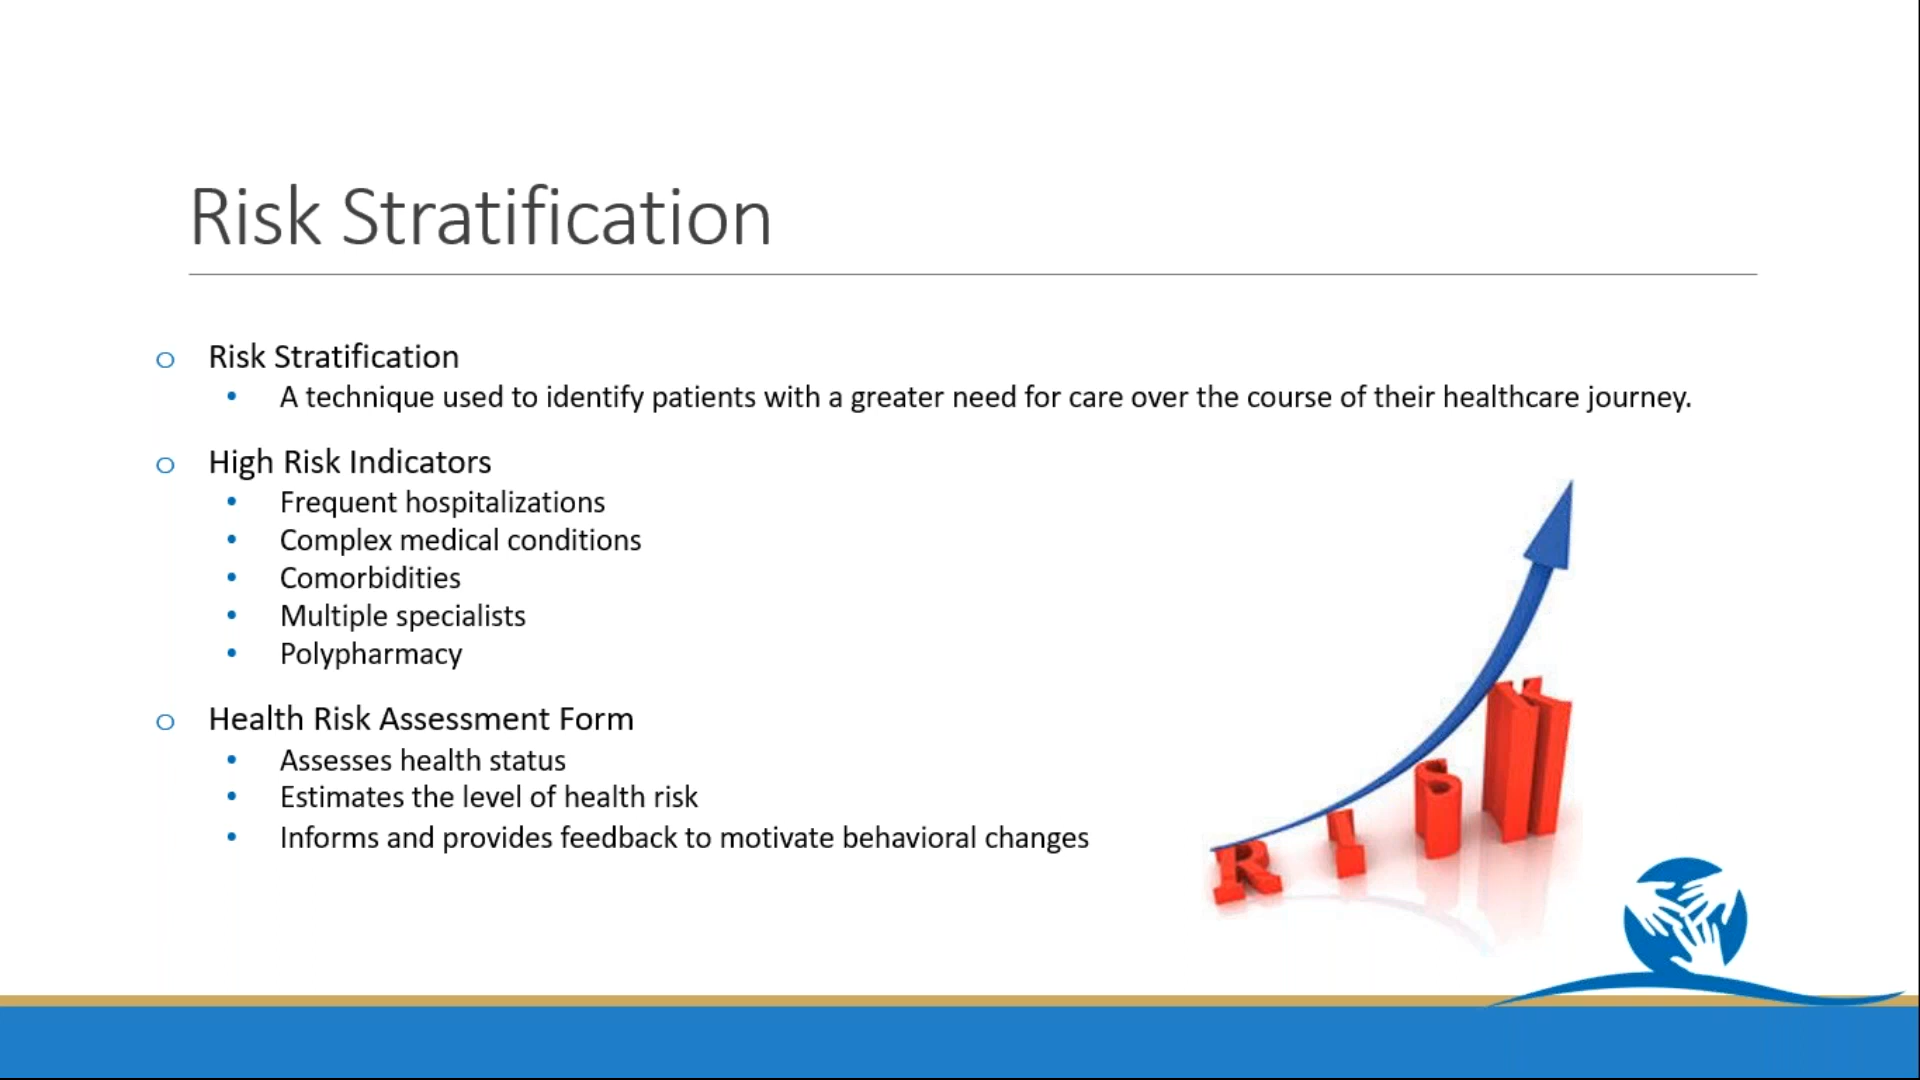 Risk Stratification
o Risk Stratification
• A technique used to identify patients with a greater need for care over the course of their healthcare journey.
o High Risk Indicators
• Frequent hospitalizations
• Complex medical conditions
• Comorbidities
• Multiple specialists
• Polypharmacy
o Health Risk Assessment Form
• Assesses health status
• Estimates the level of health risk
• Informs and provides feedback to motivate behavioral changes
RISK